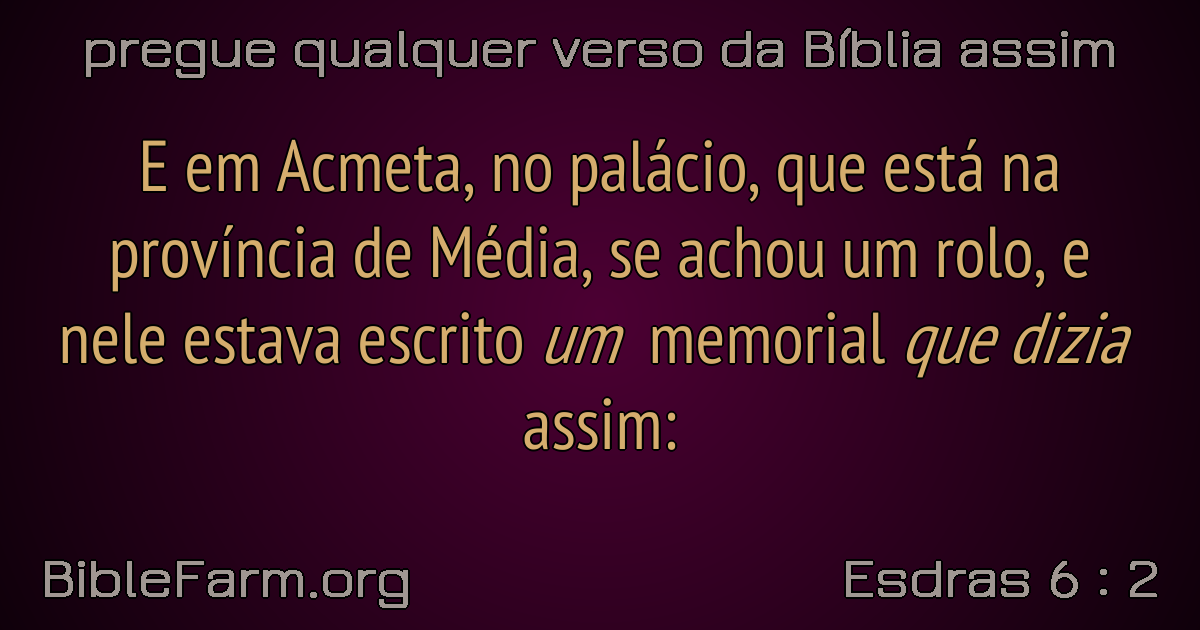 pregue qualquer verso da Bíblia assim
E em Acmeta, no palácio, que está na
província de Média, se achou um rolo, e
nele estava escrito um memorial que dizia
assim:
BibleFarm.org
Esdras 6 : 2